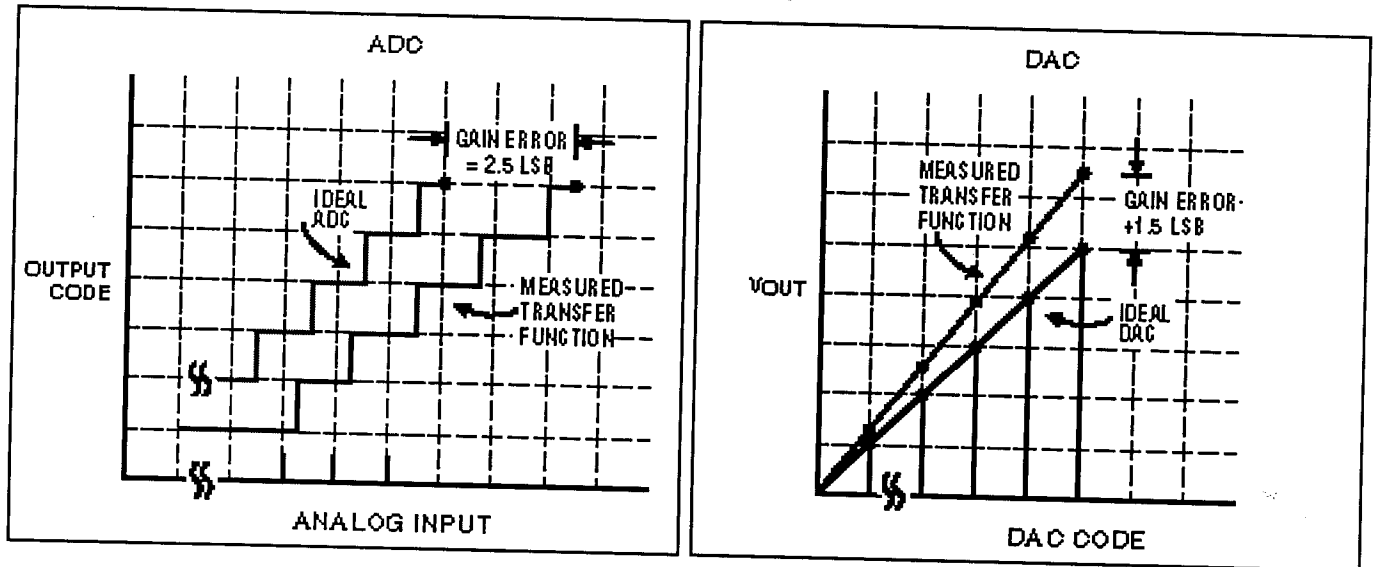 ADC
GAIN ERROR
= 2.5 LSB
IDEAL
ADC
OUTPUT
CODE
MEASURED
TRANSFER
FUNCTION
ANALOG INPUT
DAC
MEASURED
TRANSFER
FUNCTION
GAIN ERROR
+1.5 LSB
VOUT
IDEAL
DAC
DAC CODE